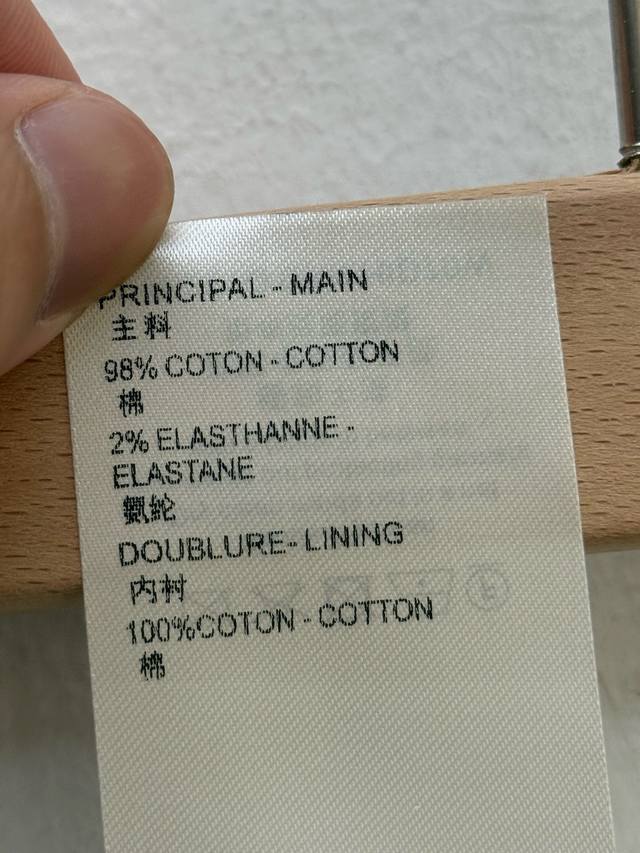 PRINCIPAL - MAIN
主料
98% COTON - COTTON
棉
2% ELASTHANNE -
ELASTANE
氨纶
DOUBLURE- LINING
内村
100%COTON - COTTON
棉